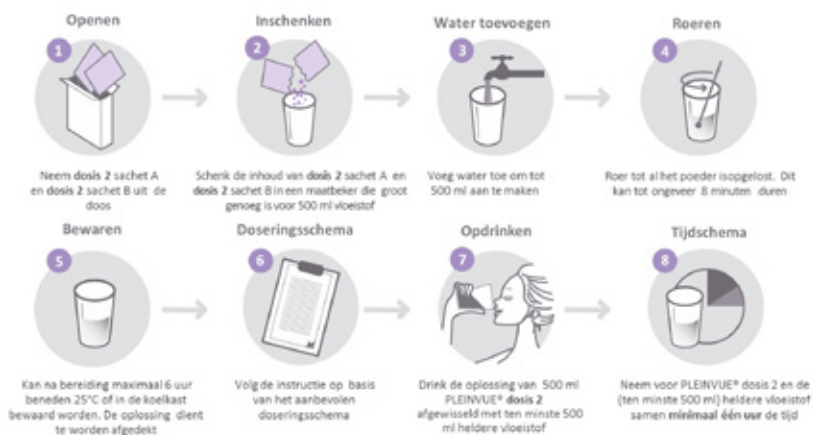 Openen
1
Neem dosis 2 sachet A
en dosis 2 sachet B uit de
doos
Inschenken
2
Schenk de inhoud van dosis 2 sachet A en
dosis 2 sachet B in een maatbeker die groot
genoeg is voor 500 ml vloeistof
Water toevoegen
3
Voeg water toe om tot
500 ml aan te maken
Roeren
4
Roer tot al het poeder isopgelost. Dit
kan tot ongeveer 8 minuten duren
Bewaren
5
Kan na bereiding maximaal 6 uur
beneden 25°C of in de koelkast
bewaard worden. De oplossing dient
te worden afgedekt
Doseringsschema
6
Volg de instructie op basis
van het aanbevolen
doseringsschema
Opdrinken
7
Drink de oplossing van 500 ml
PLEINVUE® dosis 2
afgewisseld met ten minste 500
ml heldere vloeistof
Tijdschema
8
Neem voor PLEINVUE® dosis 2 en de
(ten minste 500 ml) heldere vloeistof
samen minimaal één uur de tijd